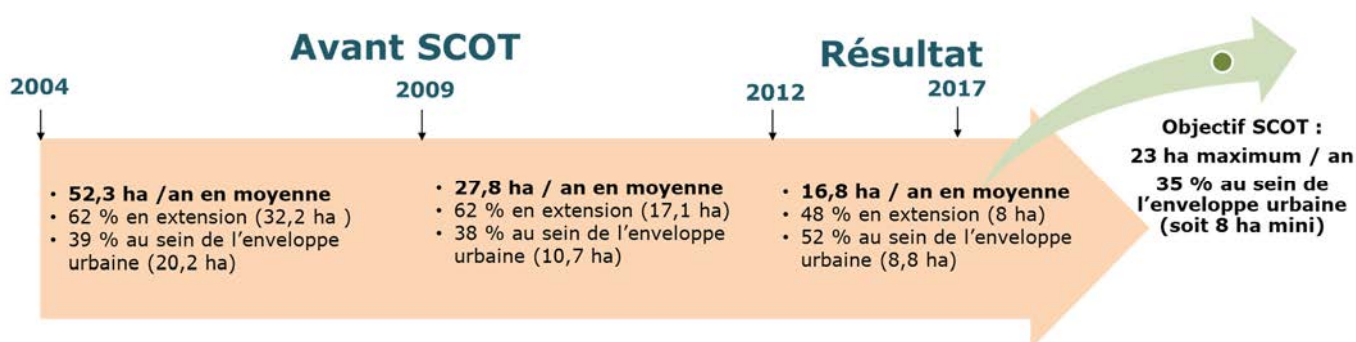 Avant SCOT
Résultat
2004
2009
2012
2017
• 52,3 ha /an en moyenne
• 62 % en extension (32,2 ha )
• 39 % au sein de l'enveloppe
urbaine (20,2 ha)
• 27,8 ha / an en moyenne
• 62 % en extension (17,1 ha)
• 38 % au sein de l'enveloppe
urbaine (10,7 ha)
• 16,8 ha / an en moyenne
• 48 % en extension (8 ha)
• 52 % au sein de l'enveloppe
urbaine (8,8 ha)
Objectif SCOT :
23 ha maximum / an
35 % au sein de
l'enveloppe urbaine
(soit 8 ha mini)